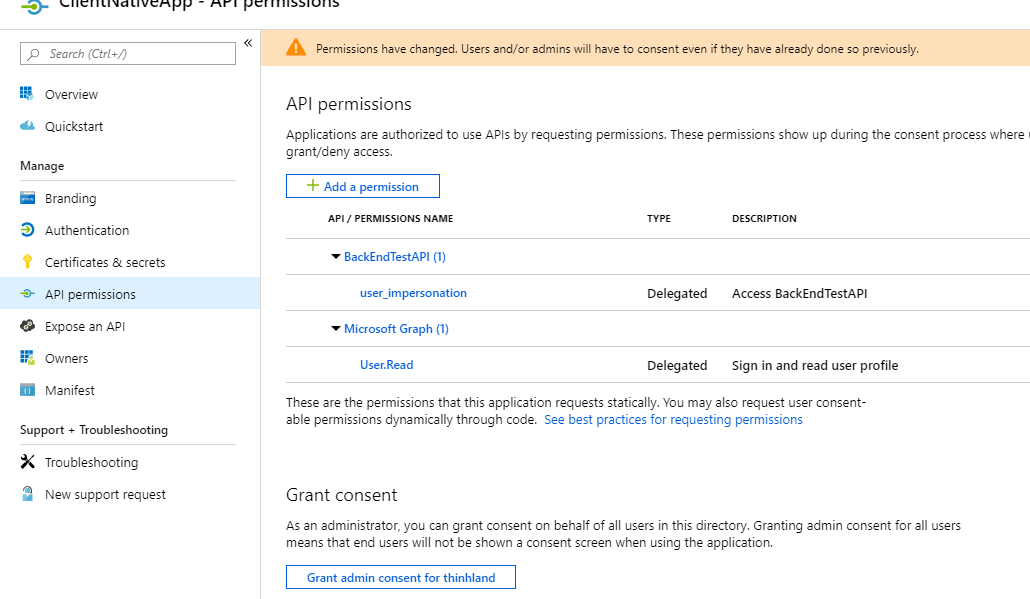 ClientNativeApp - API permissions
Search (Ctrl+/)
«
Overview
Quickstart
Manage
Branding
Authentication
Certificates & secrets
API permissions
Expose an API
Owners
Manifest
Support + Troubleshooting
Troubleshooting
New support request
Permissions have changed. Users and/or admins will have to consent even if they have already done so previously.
API permissions
Applications are authorized to use APIs by requesting permissions. These permissions show up during the consent process where
grant/deny access.
Add a permission
API / PERMISSIONS NAME TYPE DESCRIPTION
BackEndTestAPI (1)
user_impersonation Delegated Access BackEndTestAPI
Microsoft Graph (1)
User.Read Delegated Sign in and read user profile
These are the permissions that this application requests statically. You may also request user consent-
able permissions dynamically through code. See best practices for requesting permissions
Grant consent
As an administrator, you can grant consent on behalf of all users in this directory. Granting admin consent for all users
means that end users will not be shown a consent screen when using the application.
Grant admin consent for thinhland